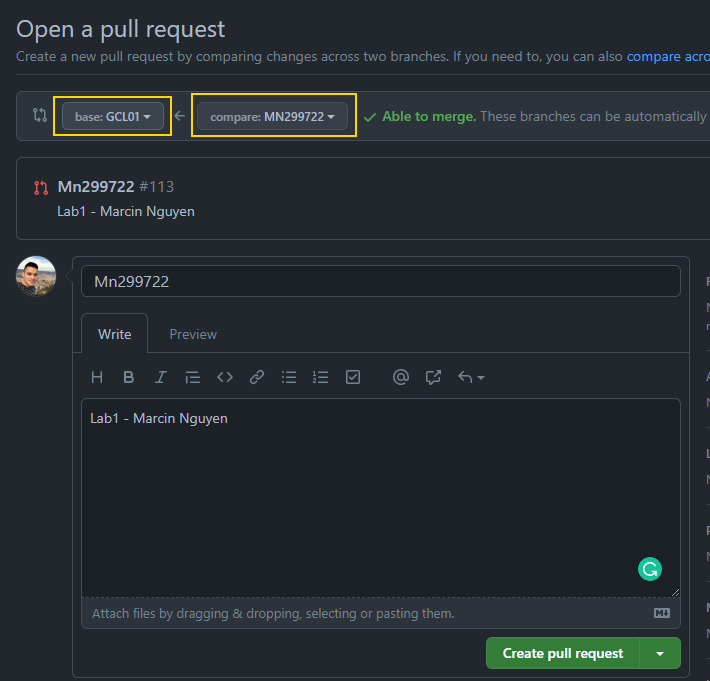 Open a pull request
Create a new pull request by comparing changes across two branches. If you need to, you can also compare
base: GCL01
compare: MN299722
Able to merge. These branches can be automatically
Mn299722 #113
Lab1 - Marcin Nguyen
Mn299722
Write Preview
Lab1 - Marcin Nguyen
Attach files by dragging & dropping, selecting or pasting them.
Create pull request